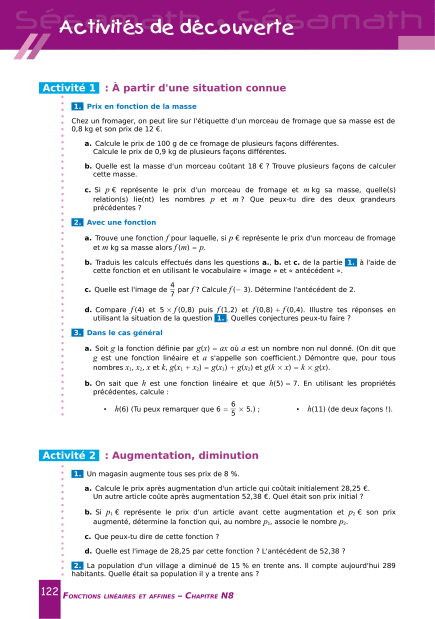 Sésamath - Sésamath
Activités de découverte
Activité 1 : À partir d'une situation connue
1. Prix en fonction de la masse
Chez un fromager, on peut lire sur l'étiquette d'un morceau de fromage que sa masse est de
0,8 kg et son prix de 12 €.
a. Calcule le prix de 100 g de ce fromage de plusieurs façons différentes.
Calcule le prix de 0,9 kg de plusieurs façons différentes.
b. Quelle est la masse d'un morceau coûtant 18 € ? Trouve plusieurs façons de calculer
cette masse.
c. Si p € représente le prix d'un morceau de fromage et m kg sa masse, quelle(s)
relation(s) lie(nt) les nombres p et m ? Que peux-tu dire des deux grandeurs
précédentes ?
2. Avec une fonction
a. Trouve une fonction f pour laquelle, si p € représente le prix d'un morceau de fromage
et m kg sa masse alors f(m) = p.
b. Traduis les calculs effectués dans les questions a., b. et c. de la partie 1. à l'aide de
cette fonction et en utilisant le vocabulaire « image » et « antécédent ».
c. Quelle est l'image de 4/7 par f ? Calcule f(− 3). Détermine l'antécédent de 2.
d. Compare f(4) et 5 × f(0,8) puis f(1,2) et f(0,8) + f(0,4). Illustre tes réponses en
utilisant la situation de la question 1. . Quelles conjectures peux-tu faire ?
3. Dans le cas général
a. Soit g la fonction définie par g(x) = ax où a est un nombre non nul donné. (On dit que
g est une fonction linéaire et a s'appelle son coefficient.) Démontre que, pour tous
nombres x₁, x₂, x et k, g(x₁ + x₂) = g(x₁) + g(x₂) et g(k × x) = k × g(x).
b. On sait que h est une fonction linéaire et que h(5) = 7. En utilisant les propriétés
précédentes, calcule :
• h(6) (Tu peux remarquer que 6 = 6/5 × 5.) ; • h(11) (de deux façons !).
Activité 2 : Augmentation, diminution
1. Un magasin augmente tous ses prix de 8 %.
a. Calcule le prix après augmentation d'un article qui coûtait initialement 28,25 €.
Un autre article coûte après augmentation 52,38 €. Quel était son prix initial ?
b. Si p₁ € représente le prix d'un article avant cette augmentation et p₂ € son prix
augmenté, détermine la fonction qui, au nombre p₁, associe le nombre p₂.
c. Que peux-tu dire de cette fonction ?
d. Quelle est l'image de 28,25 par cette fonction ? L'antécédent de 52,38 ?
2. La population d'un village a diminué de 15 % en trente ans. Il compte aujourd'hui 289
habitants. Quelle était sa population il y a trente ans ?
122 FONCTIONS LINÉAIRES ET AFFINES – CHAPITRE N8